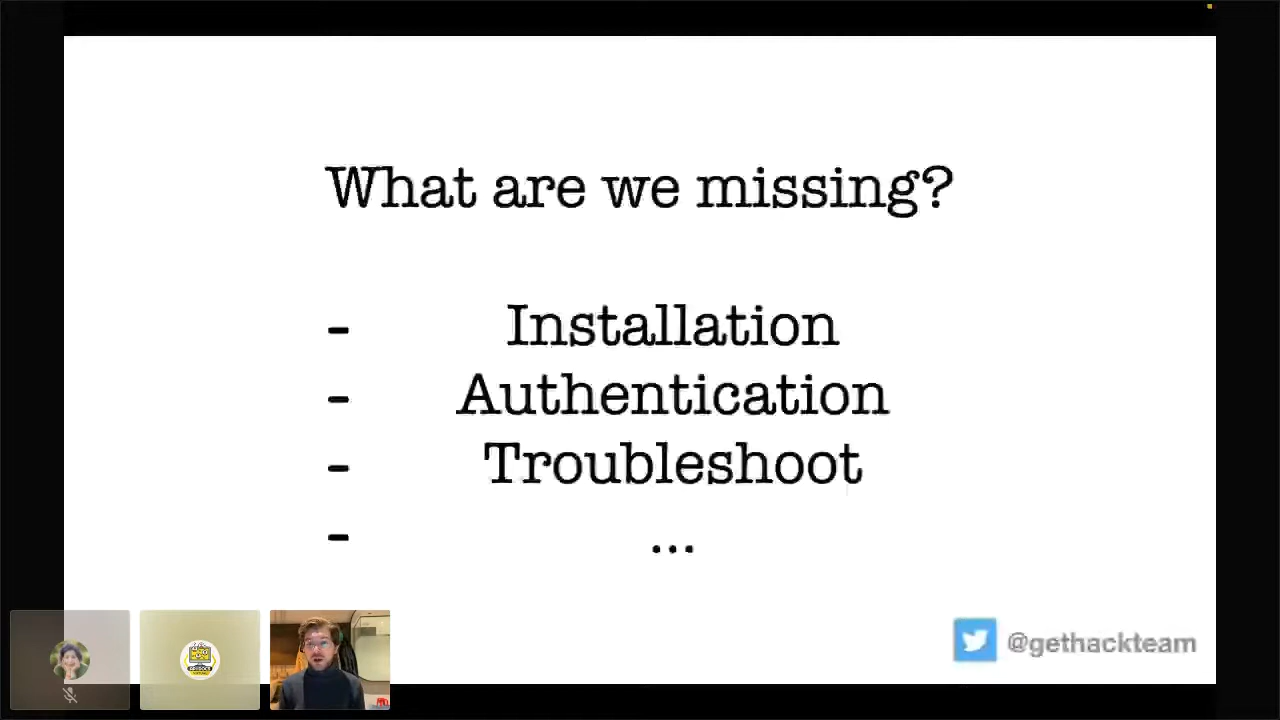 What are we missing?
- Installation
- Authentication
- Troubleshoot
- ...
@gethackteam